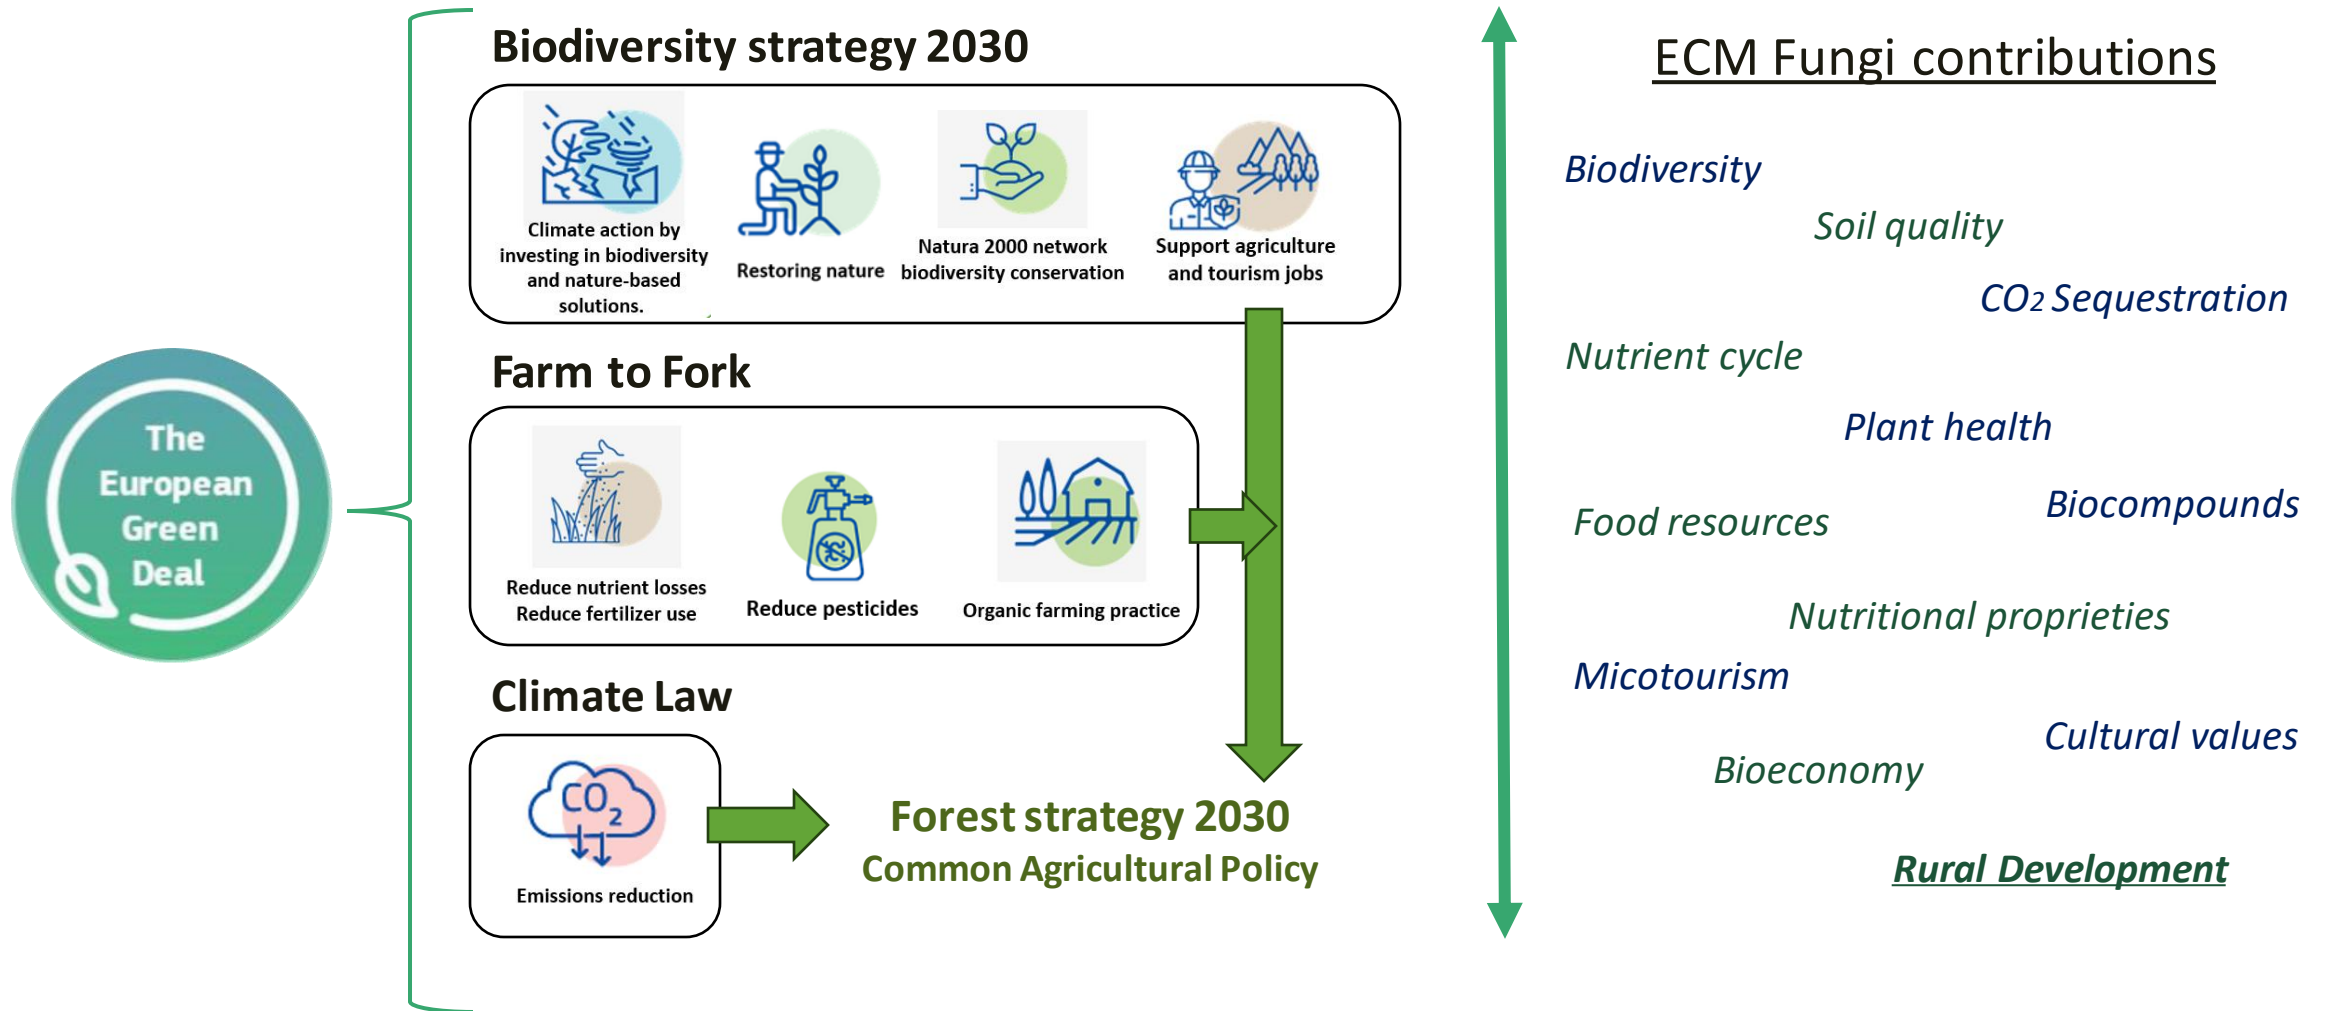 The
European
Green
Deal
Biodiversity strategy 2030
Climate action by
investing in biodiversity
and nature-based
solutions.
Restoring nature
Natura 2000 network
biodiversity conservation
Support agriculture
and tourism jobs
Farm to Fork
Reduce nutrient losses
Reduce fertilizer use
Reduce pesticides
Organic farming practice
Climate Law
CO2
Emissions reduction
Forest strategy 2030
Common Agricultural Policy
ECM Fungi contributions
Biodiversity
Soil quality
CO2 Sequestration
Nutrient cycle
Plant health
Biocompounds
Food resources
Nutritional proprieties
Micotourism
Cultural values
Bioeconomy
Rural Development